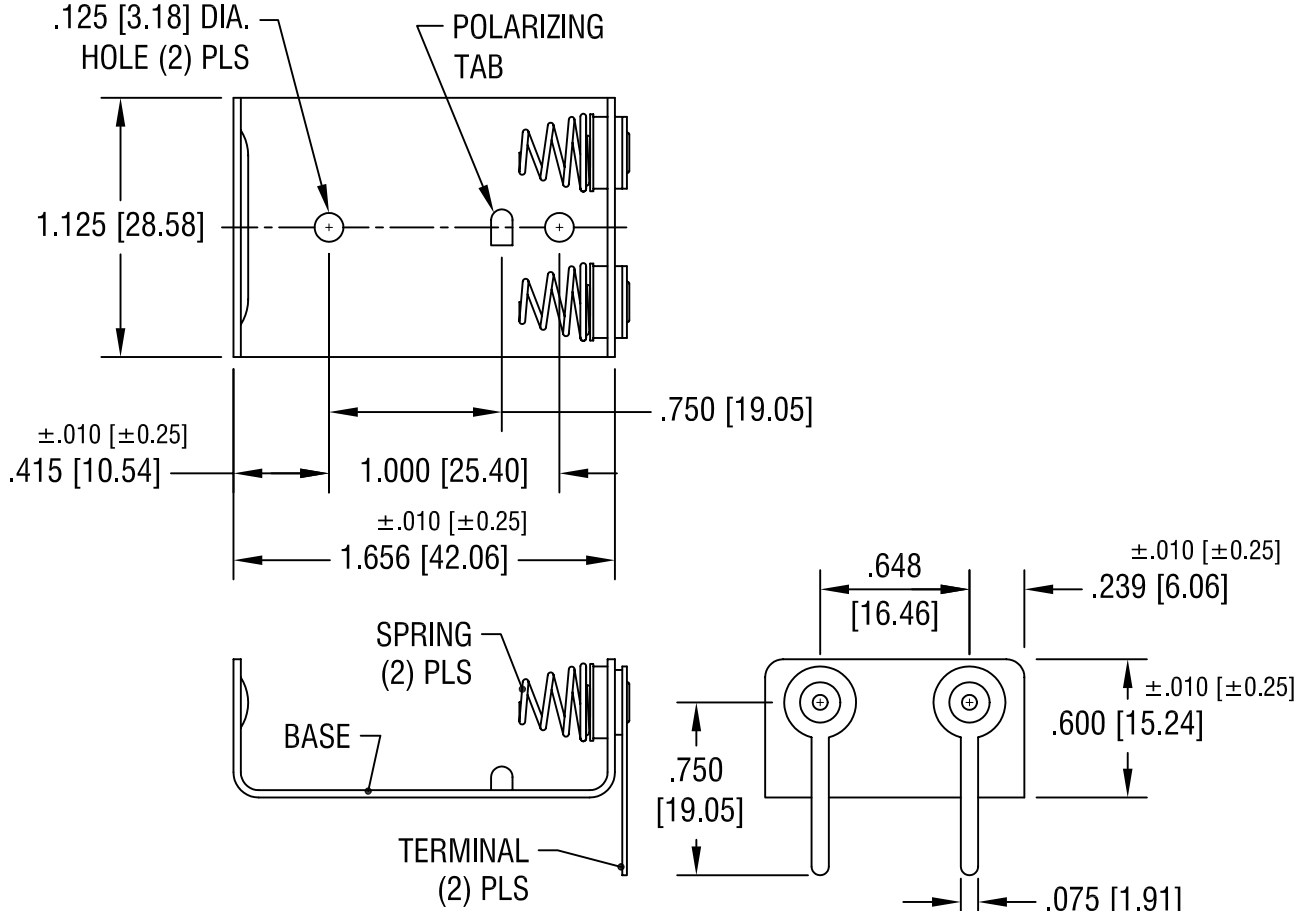 .125 [3.18] DIA.
HOLE (2) PLS
POLARIZING
TAB
1.125 [28.58]
.750 [19.05]
±.010 [±0.25]
.415 [10.54]
1.000 [25.40]
±.010 [±0.25]
1.656 [42.06]
.648
[16.46]
±.010 [±0.25]
.239 [6.06]
SPRING
(2) PLS
BASE
±.010 [±0.25]
.600 [15.24]
.750
[19.05]
TERMINAL
(2) PLS
.075 [1.91]